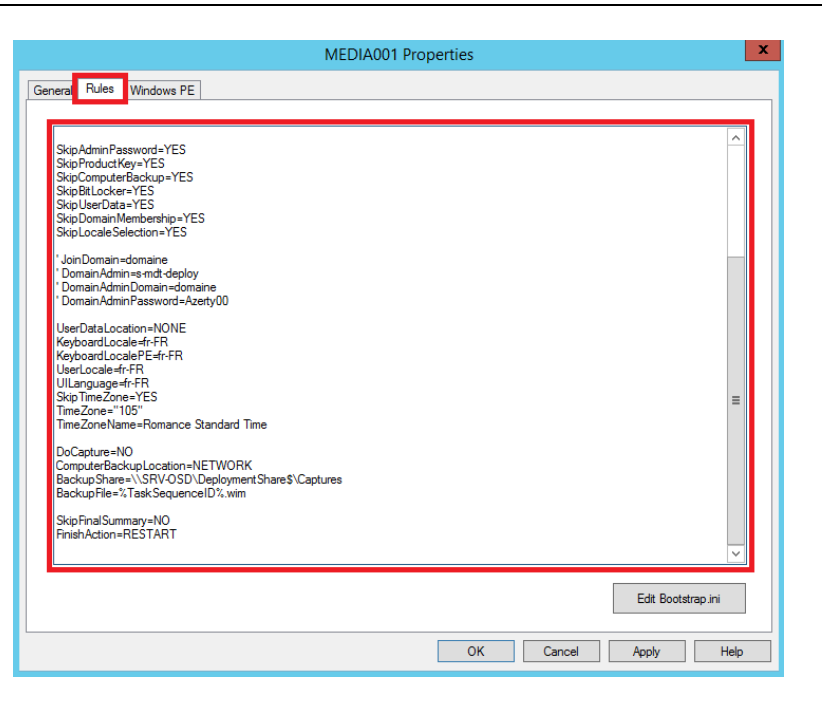 MEDIA001 Properties
x
General Rules Windows PE
SkipAdminPassword=YES
SkipProductKey=YES
SkipComputerBackup=YES
SkipBitLocker=YES
SkipUserData=YES
SkipDomainMembership=YES
SkipLocaleSelection=YES
' JoinDomain=domaine
' DomainAdmin=s-mdt-deploy
' DomainAdminDomain=domaine
' DomainAdminPassword=Azerty00
UserDataLocation=NONE
KeyboardLocale=fr-FR
KeyboardLocalePE=fr-FR
UserLocale=fr-FR
UILanguage=fr-FR
SkipTimeZone=YES
TimeZone="105"
TimeZoneName=Romance Standard Time
DoCapture=NO
ComputerBackupLocation=NETWORK
BackupShare=\\SRV-OSD\DeploymentShare$\Captures
BackupFile=%TaskSequenceID%.wim
SkipFinalSummary=NO
FinishAction=RESTART
Edit Bootstrap.ini
OK Cancel Apply Help